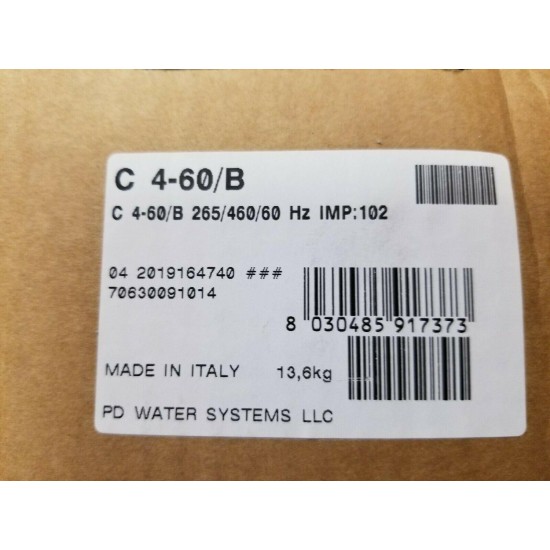 C 4-60/B
C 4-60/B 265/460/60 Hz IMP:102
04 2019164740 ###
70630091014
8 030485 917373
MADE IN ITALY 13,6kg
PD WATER SYSTEMS LLC